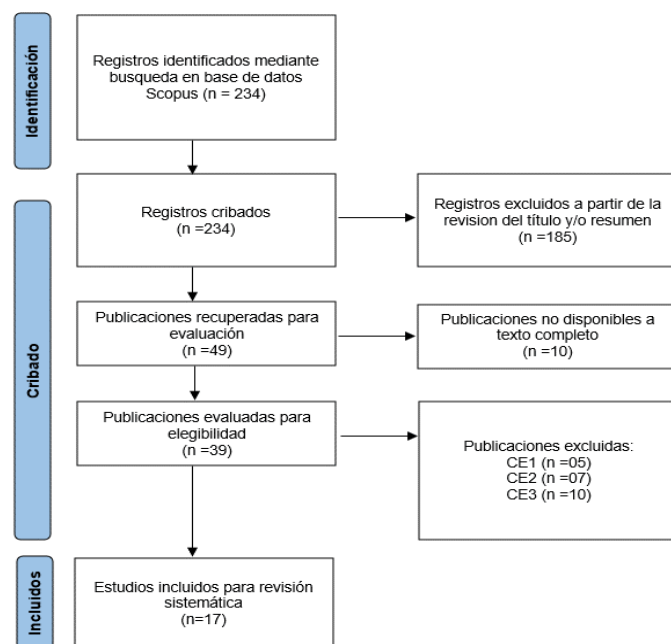 Identificación
Registros identificados mediante
busqueda en base de datos
Scopus (n = 234)
Cribado
Registros cribados
(n =234)
Registros excluidos a partir de la
revision del título y/o resumen
(n =185)
Publicaciones recuperadas para
evaluación
(n =49)
Publicaciones no disponibles a
texto completo
(n =10)
Publicaciones evaluadas para
elegibilidad
(n =39)
Publicaciones excluidas:
CE1 (n =05)
CE2 (n =07)
CE3 (n =10)
Incluidos
Estudios incluidos para revisión
sistemática
(n=17)